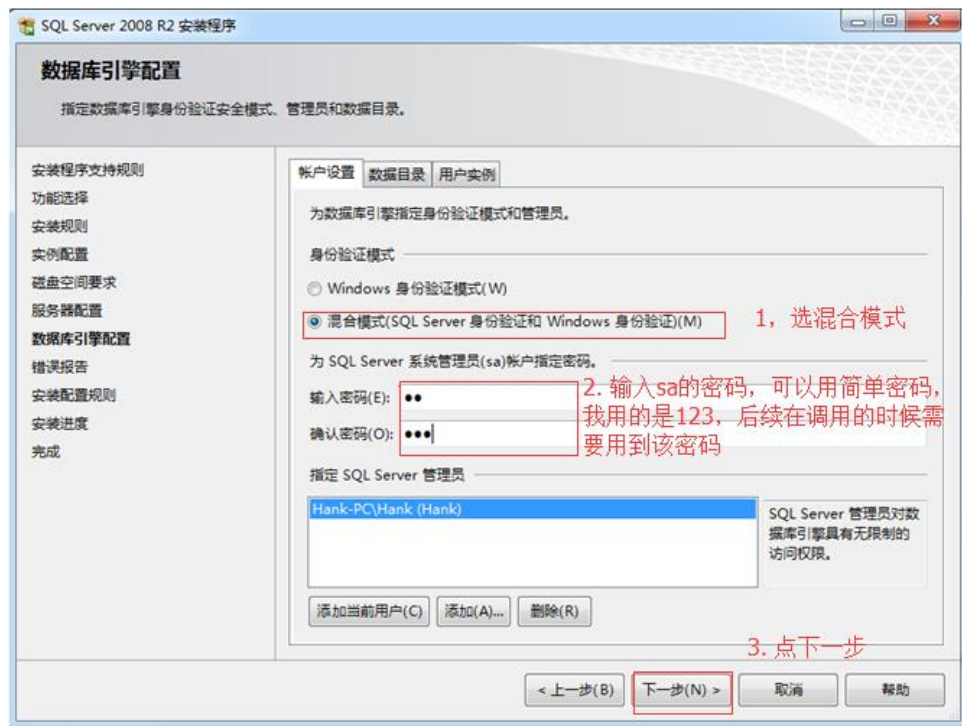 SQL Server 2008 R2 安装程序
数据库引擎配置
指定数据库引擎身份验证安全模式、管理员和数据目录。
安装程序支持规则
功能选择
安装规则
实例配置
磁盘空间要求
服务器配置
数据库引擎配置
错误报告
安装配置规则
安装进度
完成
帐户设置 数据目录 用户实例
为数据库引擎指定身份验证模式和管理员。
身份验证模式
Windows 身份验证模式(W)
混合模式(SQL Server 身份验证和 Windows 身份验证)(M)
1，选混合模式
为 SQL Server 系统管理员(sa)帐户指定密码。
输入密码(E): ●●
确认密码(O): ●●●
2. 输入sa的密码，可以用简单密码，
我用的是123，后续在调用的时候需
要用到该密码
指定 SQL Server 管理员
Hank-PC\Hank (Hank)
SQL Server 管理员对数
据库引擎具有无限制的
访问权限。
添加当前用户(C) 添加(A)... 删除(R)
3. 点下一步
< 上一步(B) 下一步(N) > 取消 帮助